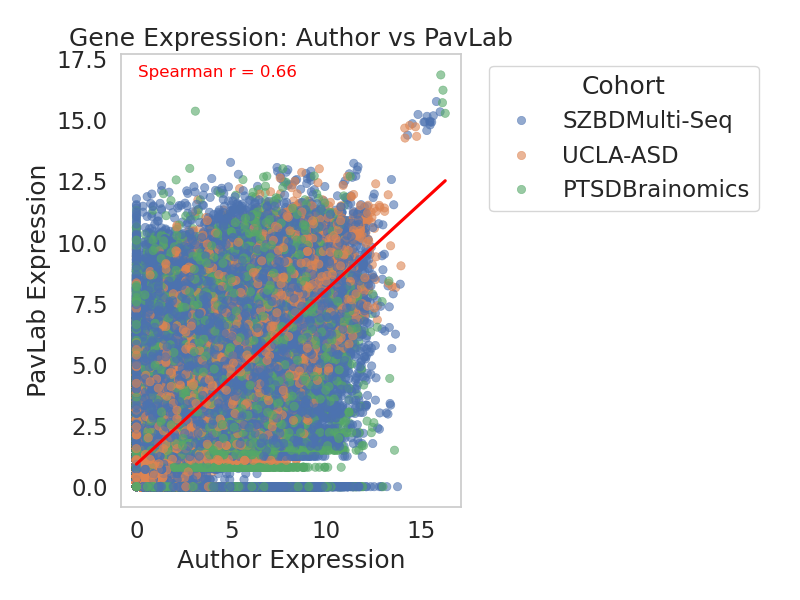 Gene Expression: Author vs PavLab
Spearman r = 0.66
17.5
15.0
12.5
10.0
7.5
5.0
2.5
0.0
PavLab Expression
0
5
10
15
Author Expression
Cohort
SZBDMulti-Seq
UCLA-ASD
PTSDBrainomics